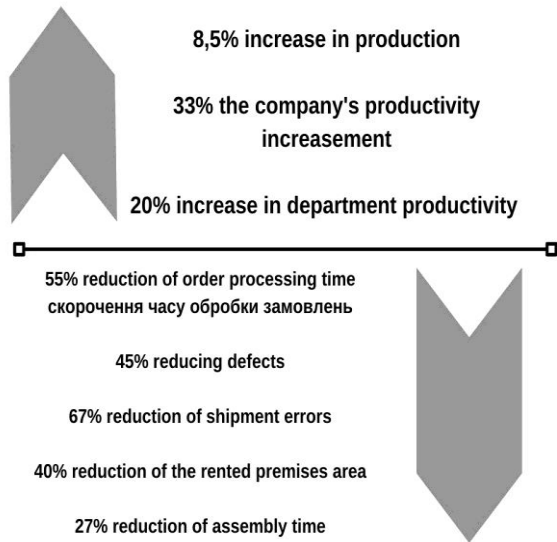 8,5% increase in production
33% the company's productivity
increasement
20% increase in department productivity
55% reduction of order processing time
скорочення часу обробки замовлень
45% reducing defects
67% reduction of shipment errors
40% reduction of the rented premises area
27% reduction of assembly time